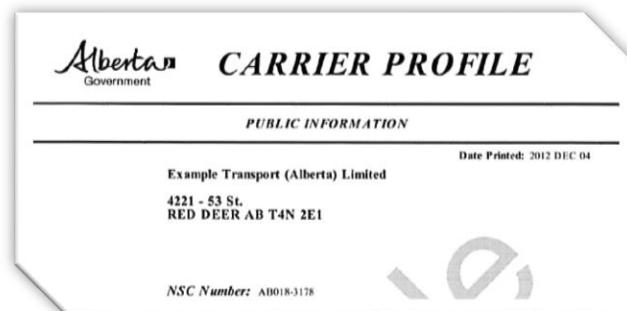 Alberta
Government
CARRIER PROFILE
PUBLIC INFORMATION
Date Printed: 2012 DEC 04
Example Transport (Alberta) Limited
4221 - 53 St.
RED DEER AB T4N 2E1
NSC Number: AB018-3178